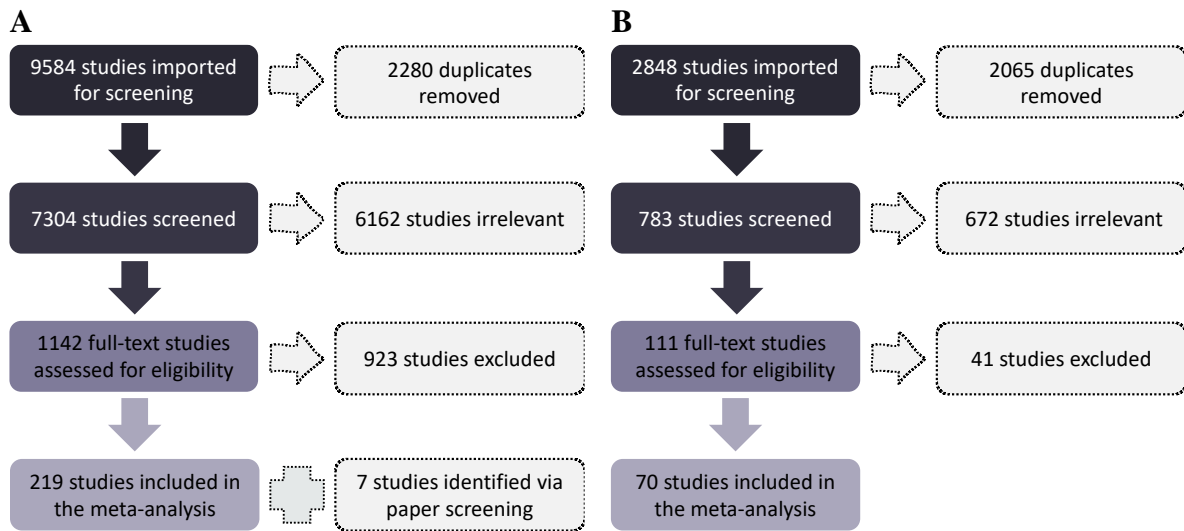 A
9584 studies imported
for screening
2280 duplicates
removed
7304 studies screened
6162 studies irrelevant
1142 full-text studies
assessed for eligibility
923 studies excluded
219 studies included in
the meta-analysis
7 studies identified via
paper screening
B
2848 studies imported
for screening
2065 duplicates
removed
783 studies screened
672 studies irrelevant
111 full-text studies
assessed for eligibility
41 studies excluded
70 studies included in
the meta-analysis